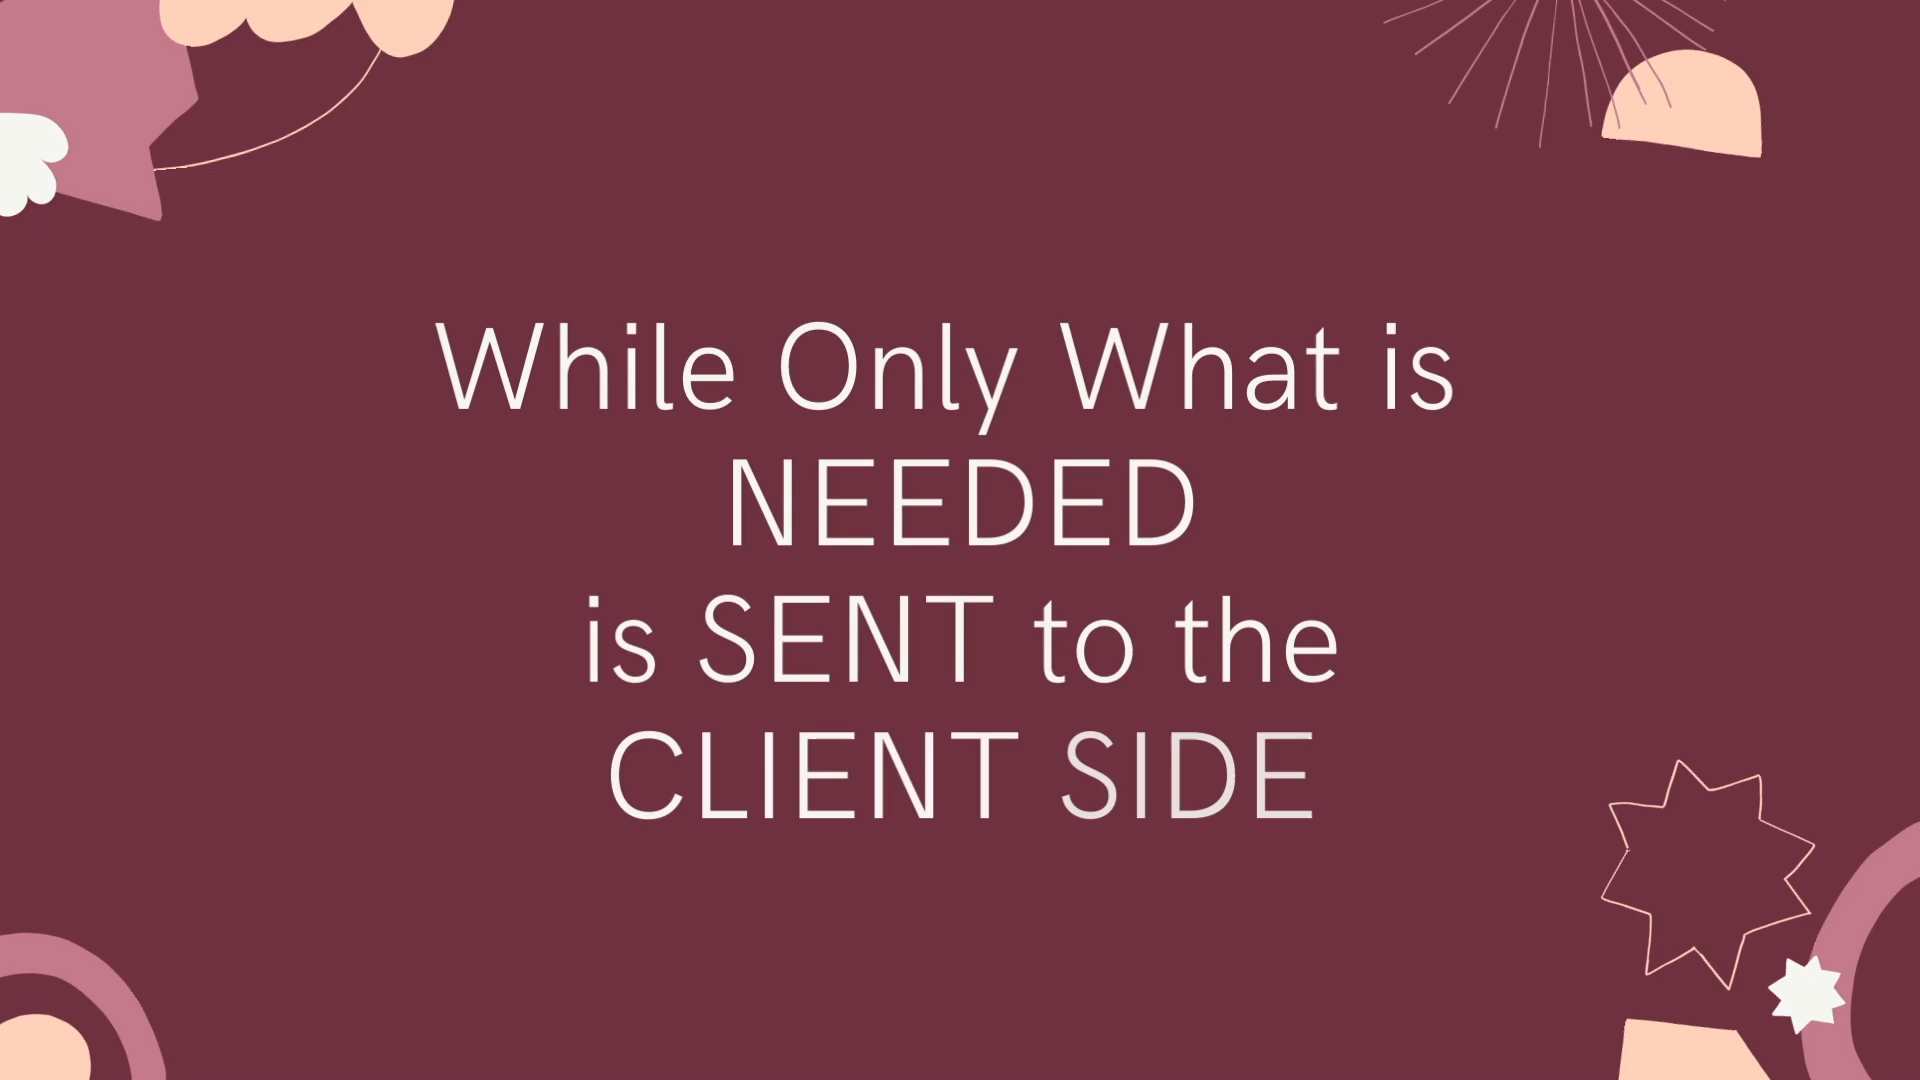 While Only What is
NEEDED
is SENT to the
CLIENT SIDE